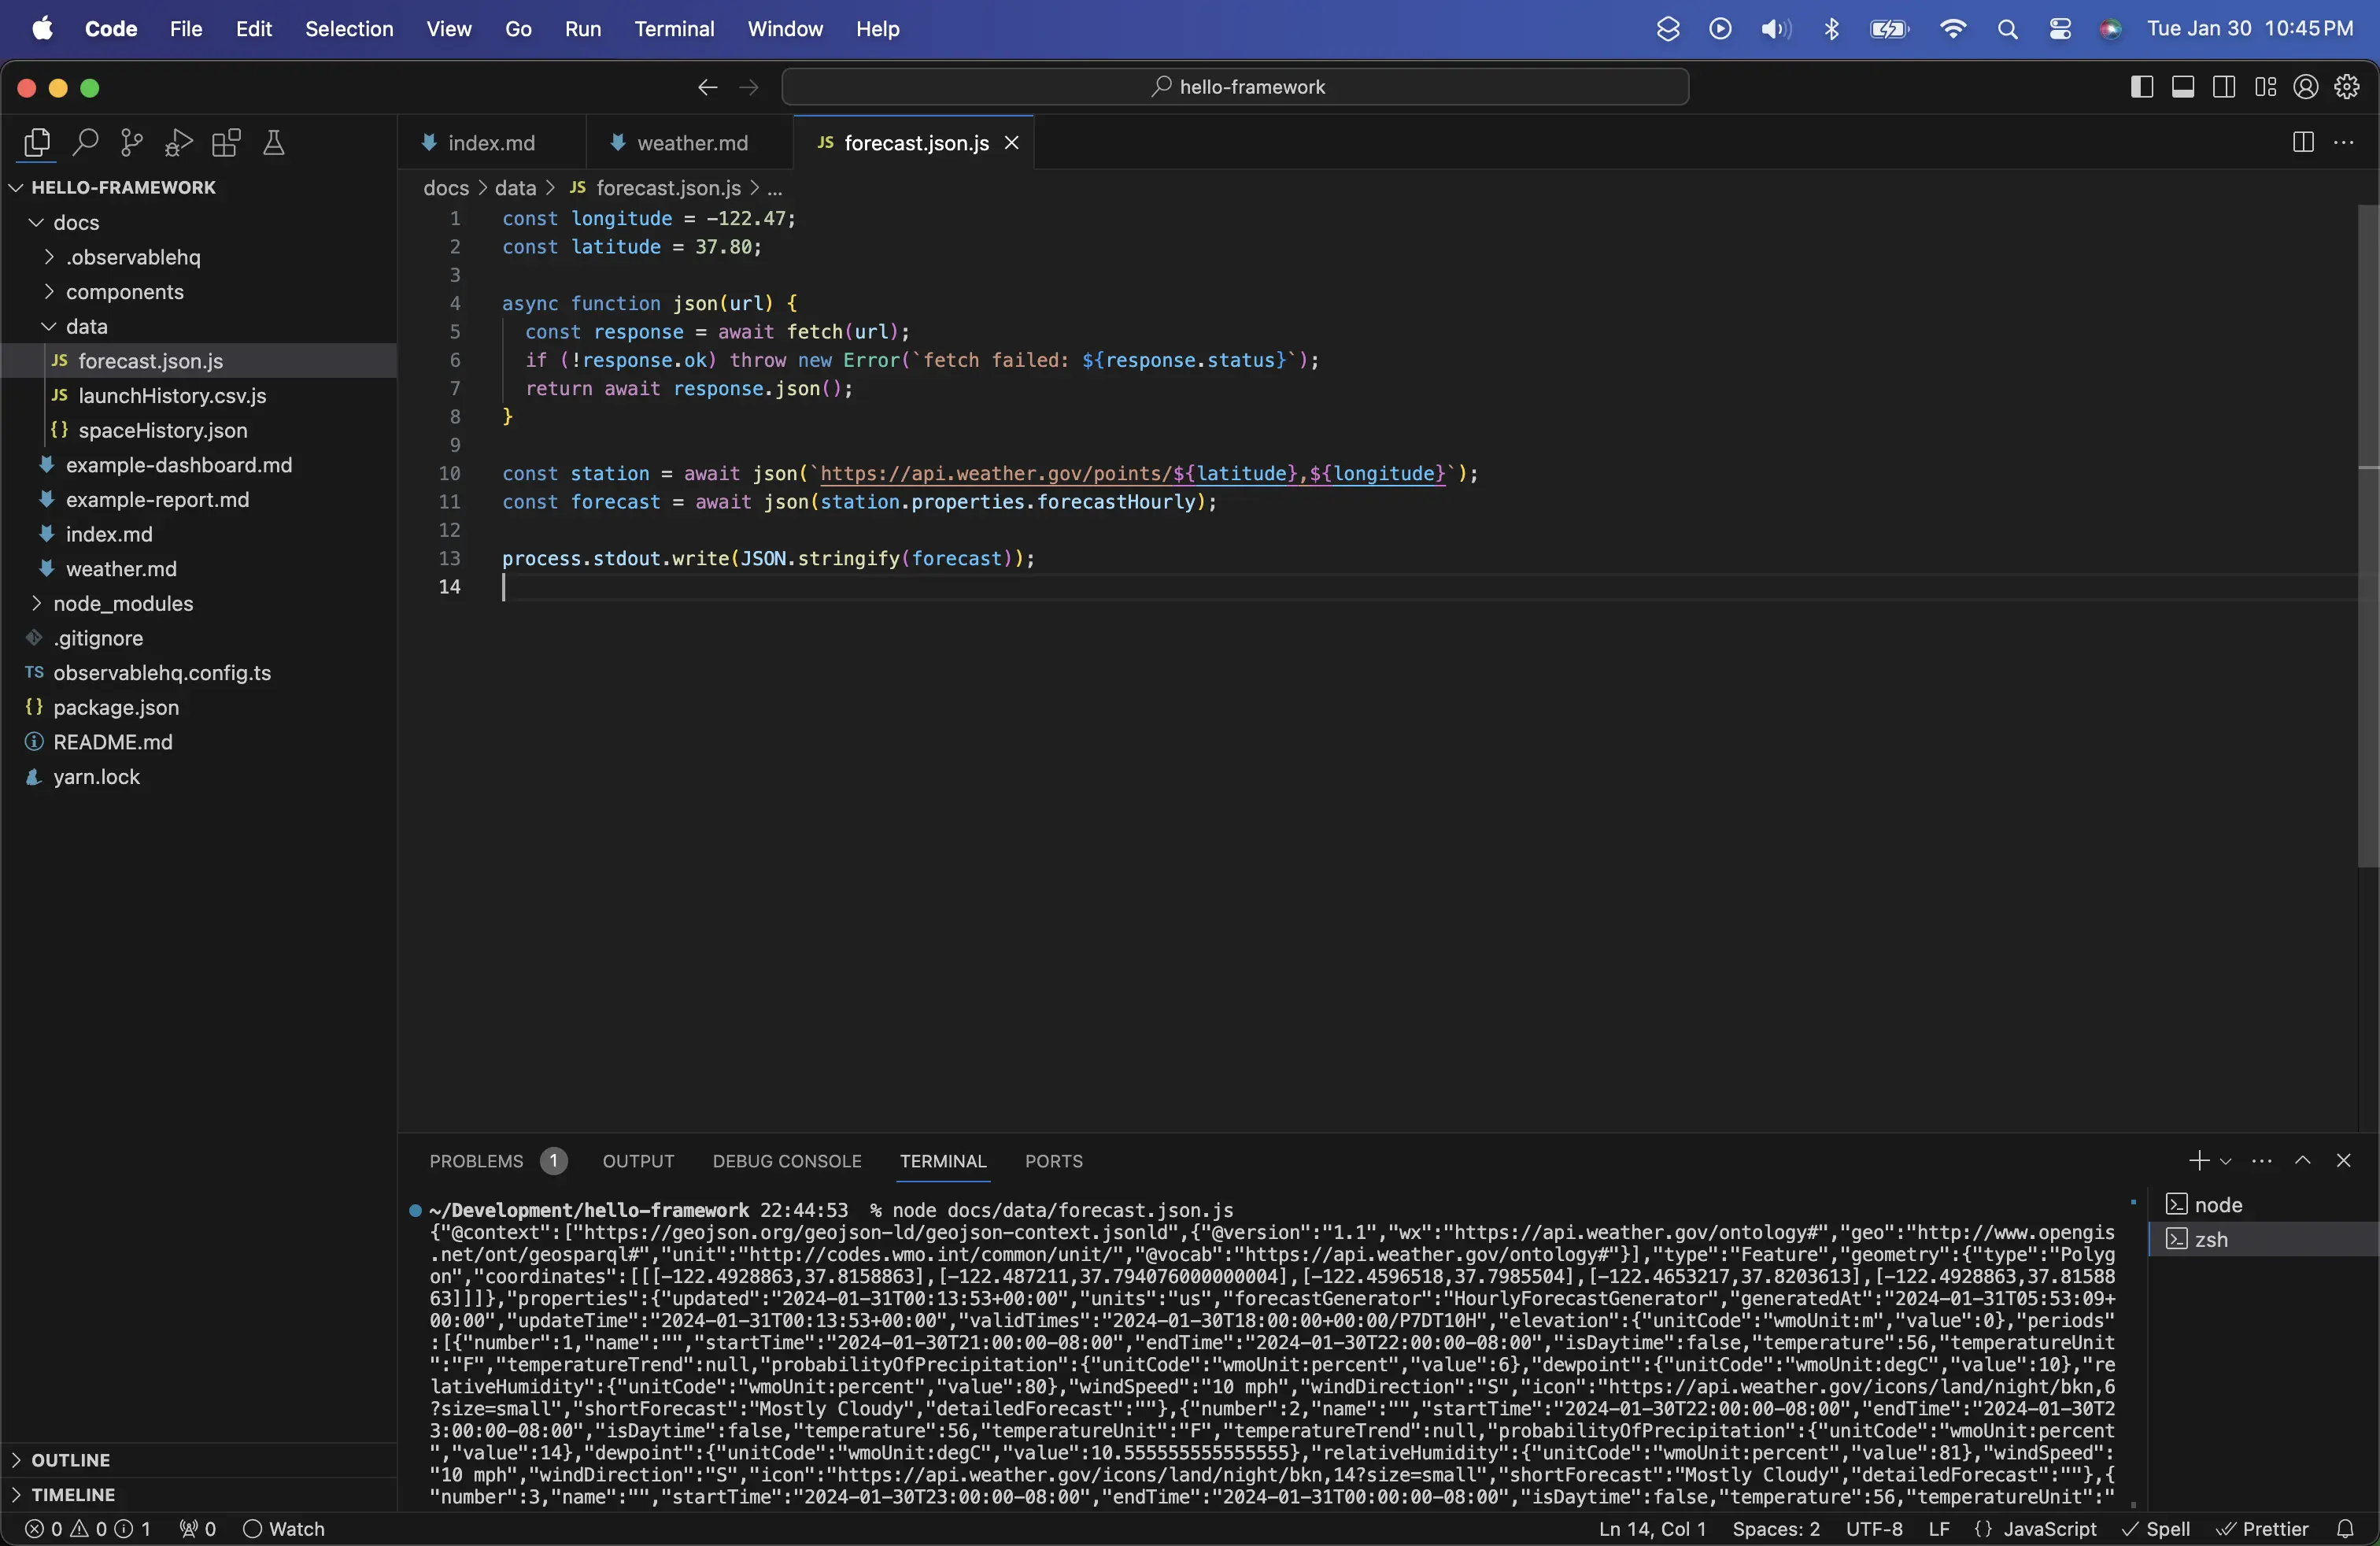 Code File Edit Selection View Go Run Terminal Window Help Tue Jan 30 10:45 PM
hello-framework
index.md weather.md JS forecast.json.js
HELLO-FRAMEWORK
docs
.observablehq
components
data
JS forecast.json.js
JS launchHistory.csv.js
{} spaceHistory.json
example-dashboard.md
example-report.md
index.md
weather.md
node_modules
.gitignore
TS observablehq.config.ts
{} package.json
README.md
yarn.lock
OUTLINE
TIMELINE
docs > data > JS forecast.json.js > ...
1 const longitude = -122.47;
2 const latitude = 37.80;
3
4 async function json(url) {
5 const response = await fetch(url);
6 if (!response.ok) throw new Error(`fetch failed: ${response.status}`);
7 return await response.json();
8 }
9
10 const station = await json(`https://api.weather.gov/points/${latitude},${longitude}`);
11 const forecast = await json(station.properties.forecastHourly);
12
13 process.stdout.write(JSON.stringify(forecast));
14
PROBLEMS 1 OUTPUT DEBUG CONSOLE TERMINAL PORTS
~/Development/hello-framework 22:44:53 % node docs/data/forecast.json.js
{"@context":["https://geojson.org/geojson-ld/geojson-context.jsonld",{"@version":"1.1","wx":"https://api.weather.gov/ontology#","geo":"http://www.opengis
.net/ont/geosparql#","unit":"http://codes.wmo.int/common/unit/","@vocab":"https://api.weather.gov/ontology#"}],"type":"Feature","geometry":{"type":"Polyg
on","coordinates":[[[-122.4928863,37.8158863],[-122.487211,37.794076000000004],[-122.4596518,37.7985504],[-122.4653217,37.8203613],[-122.4928863,37.81588
63]]]},"properties":{"updated":"2024-01-31T00:13:53+00:00","units":"us","forecastGenerator":"HourlyForecastGenerator","generatedAt":"2024-01-31T05:53:09+
00:00","updateTime":"2024-01-31T00:13:53+00:00","validTimes":"2024-01-30T18:00:00+00:00/P7DT10H","elevation":{"unitCode":"wmoUnit:m","value":0},"periods"
:[{"number":1,"name":"","startTime":"2024-01-30T21:00:00-08:00","endTime":"2024-01-30T22:00:00-08:00","isDaytime":false,"temperature":56,"temperatureUnit
":"F","temperatureTrend":null,"probabilityOfPrecipitation":{"unitCode":"wmoUnit:percent","value":6},"dewpoint":{"unitCode":"wmoUnit:degC","value":10},"re
lativeHumidity":{"unitCode":"wmoUnit:percent","value":80},"windSpeed":"10 mph","windDirection":"S","icon":"https://api.weather.gov/icons/land/night/bkn,6
?size=small","shortForecast":"Mostly Cloudy","detailedForecast":""},{"number":2,"name":"","startTime":"2024-01-30T22:00:00-08:00","endTime":"2024-01-30T2
3:00:00-08:00","isDaytime":false,"temperature":56,"temperatureUnit":"F","temperatureTrend":null,"probabilityOfPrecipitation":{"unitCode":"wmoUnit:percent
","value":14},"dewpoint":{"unitCode":"wmoUnit:degC","value":10.555555555555555},"relativeHumidity":{"unitCode":"wmoUnit:percent","value":81},"windSpeed":
"10 mph","windDirection":"S","icon":"https://api.weather.gov/icons/land/night/bkn,14?size=small","shortForecast":"Mostly Cloudy","detailedForecast":""},{
"number":3,"name":"","startTime":"2024-01-30T23:00:00-08:00","endTime":"2024-01-31T00:00:00-08:00","isDaytime":false,"temperature":56,"temperatureUnit":"
node
zsh
0 0 1 0 Watch Ln 14, Col 1 Spaces: 2 UTF-8 LF {} JavaScript Spell Prettier